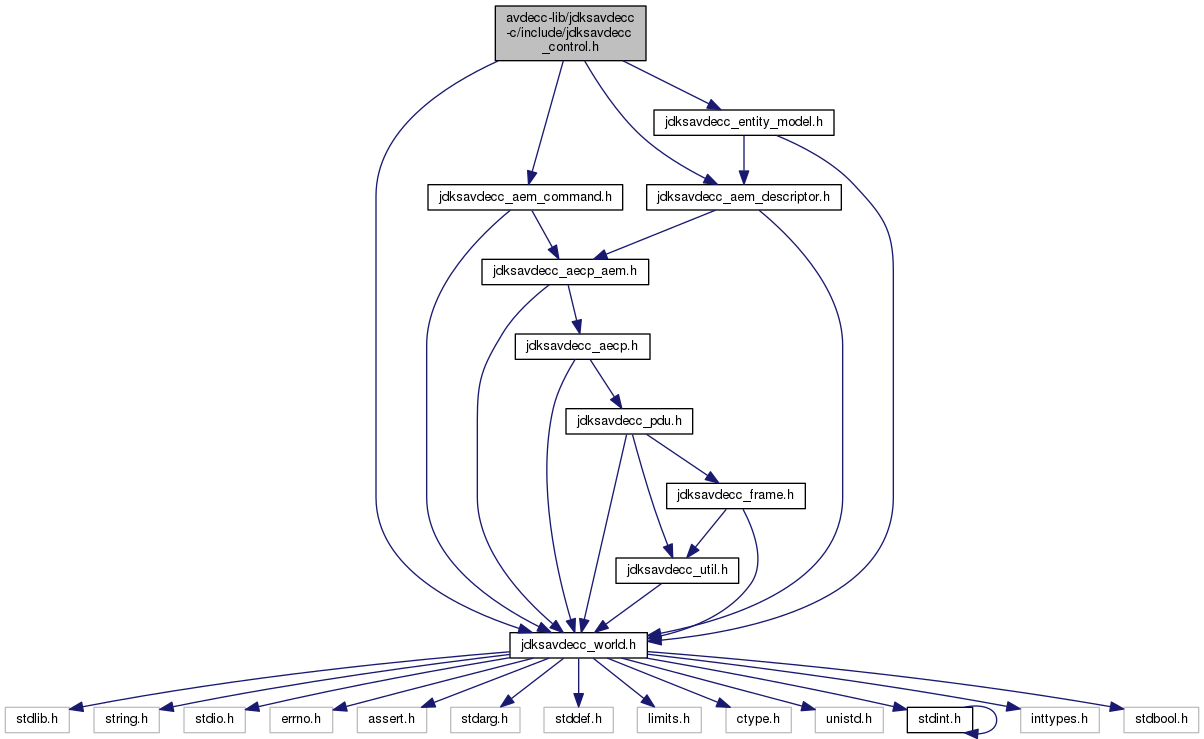 avdecc-lib/jdksavdecc
-c/include/jdksavdecc
_control.h
jdksavdecc_entity_model.h
jdksavdecc_aem_command.h
jdksavdecc_aem_descriptor.h
jdksavdecc_aecp_aem.h
jdksavdecc_aecp.h
jdksavdecc_pdu.h
jdksavdecc_frame.h
jdksavdecc_util.h
jdksavdecc_world.h
stdlib.h
string.h
stdio.h
errno.h
assert.h
stdarg.h
stddef.h
limits.h
ctype.h
unistd.h
stdint.h
inttypes.h
stdbool.h